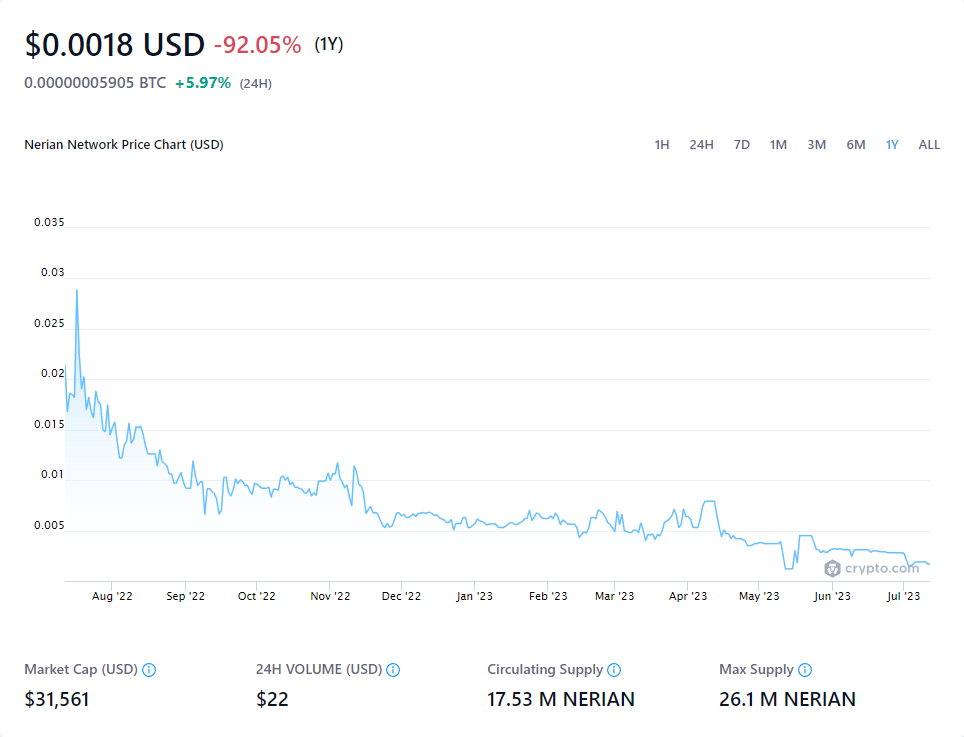 $0.0018 USD -92.05% (1Y)
0.00000005905 BTC +5.97% (24H)
Nerian Network Price Chart (USD) 1H 24H 7D 1M 3M 6M 1Y ALL
0.035
0.03
0.025
0.02
0.015
0.01
0.005
crypto.com
Aug '22 Sep '22 Oct '22 Nov '22 Dec '22 Jan '23 Feb '23 Mar '23 Apr '23 May '23 Jun '23 Jul '23
Market Cap (USD) 24H VOLUME (USD) Circulating Supply Max Supply
$31,561 $22 17.53 M NERIAN 26.1 M NERIAN